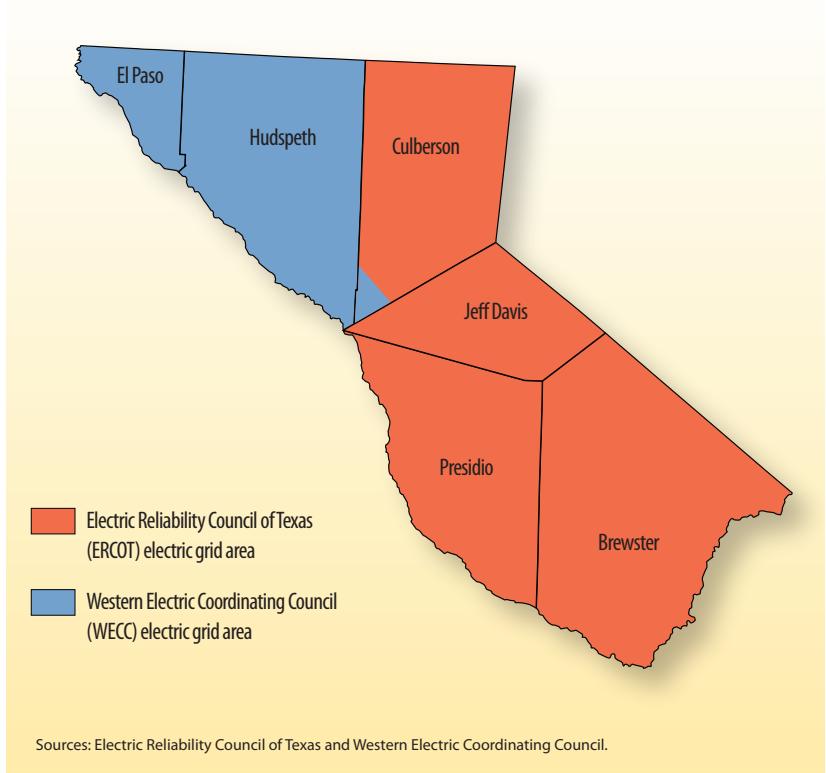 El Paso
Hudspeth
Culberson
Jeff Davis
Presidio
Brewster
Electric Reliability Council of Texas
(ERCOT) electric grid area
Western Electric Coordinating Council
(WECC) electric grid area
Sources: Electric Reliability Council of Texas and Western Electric Coordinating Council.